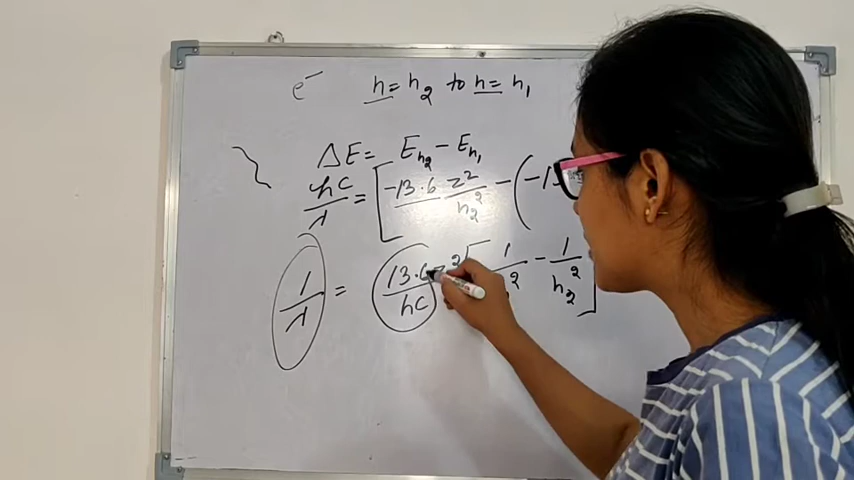 e⁻ n = n₂ to n = n₁
ΔE = En₂ - En₁
hc/λ = [-13.6 z²/n₂² - (-1
1/λ = 13.6/hc z² [1/n₁² - 1/n₂²]